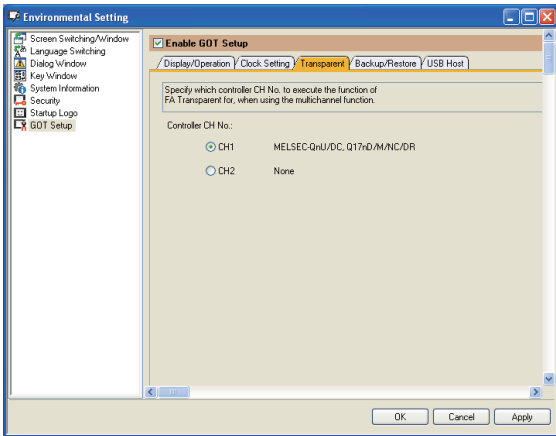 Environmental Setting
Screen Switching/Window
Language Switching
Dialog Window
Key Window
System Information
Security
Startup Logo
GOT Setup
Enable GOT Setup
Display/Operation Clock Setting Transparent Backup/Restore USB Host
Specify which controller CH No. to execute the function of
FA Transparent for, when using the multichannel function.
Controller CH No.:
CH1 MELSEC-QnU/DC, Q17nD/M/NC/DR
CH2 None
OK Cancel Apply